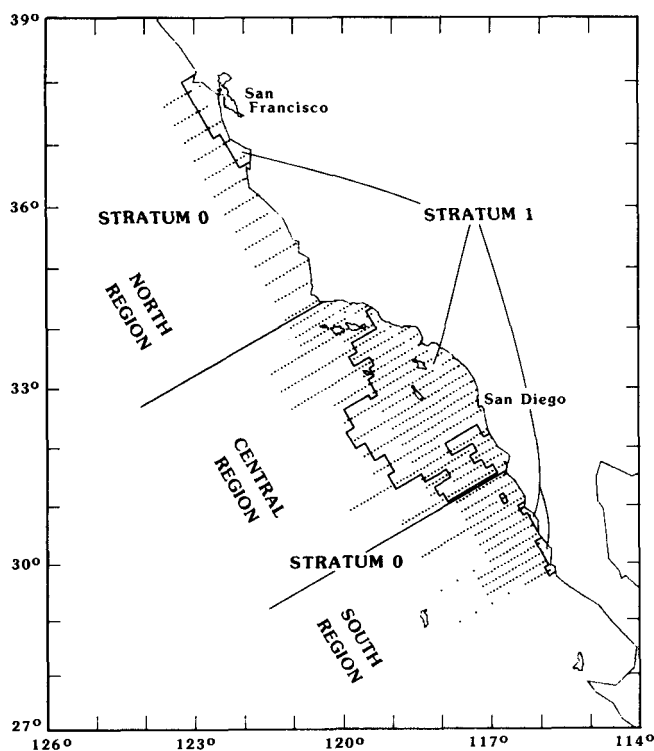 39°
San
Francisco
36°
STRATUM 0
STRATUM 1
NORTH
REGION
33°
San Diego
CENTRAL
REGION
30°
STRATUM 0
SOUTH
REGION
27°
126°
123°
120°
117°
114°